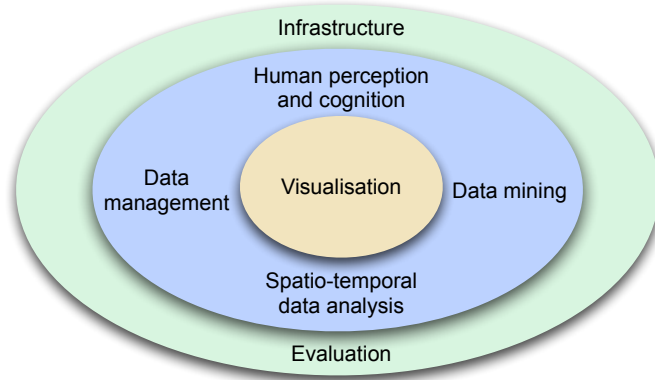 Infrastructure
Human perception
and cognition
Data
management
Visualisation
Data mining
Spatio-temporal
data analysis
Evaluation